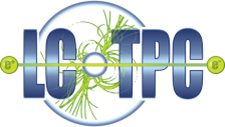 e⁻ LC TPC e⁺